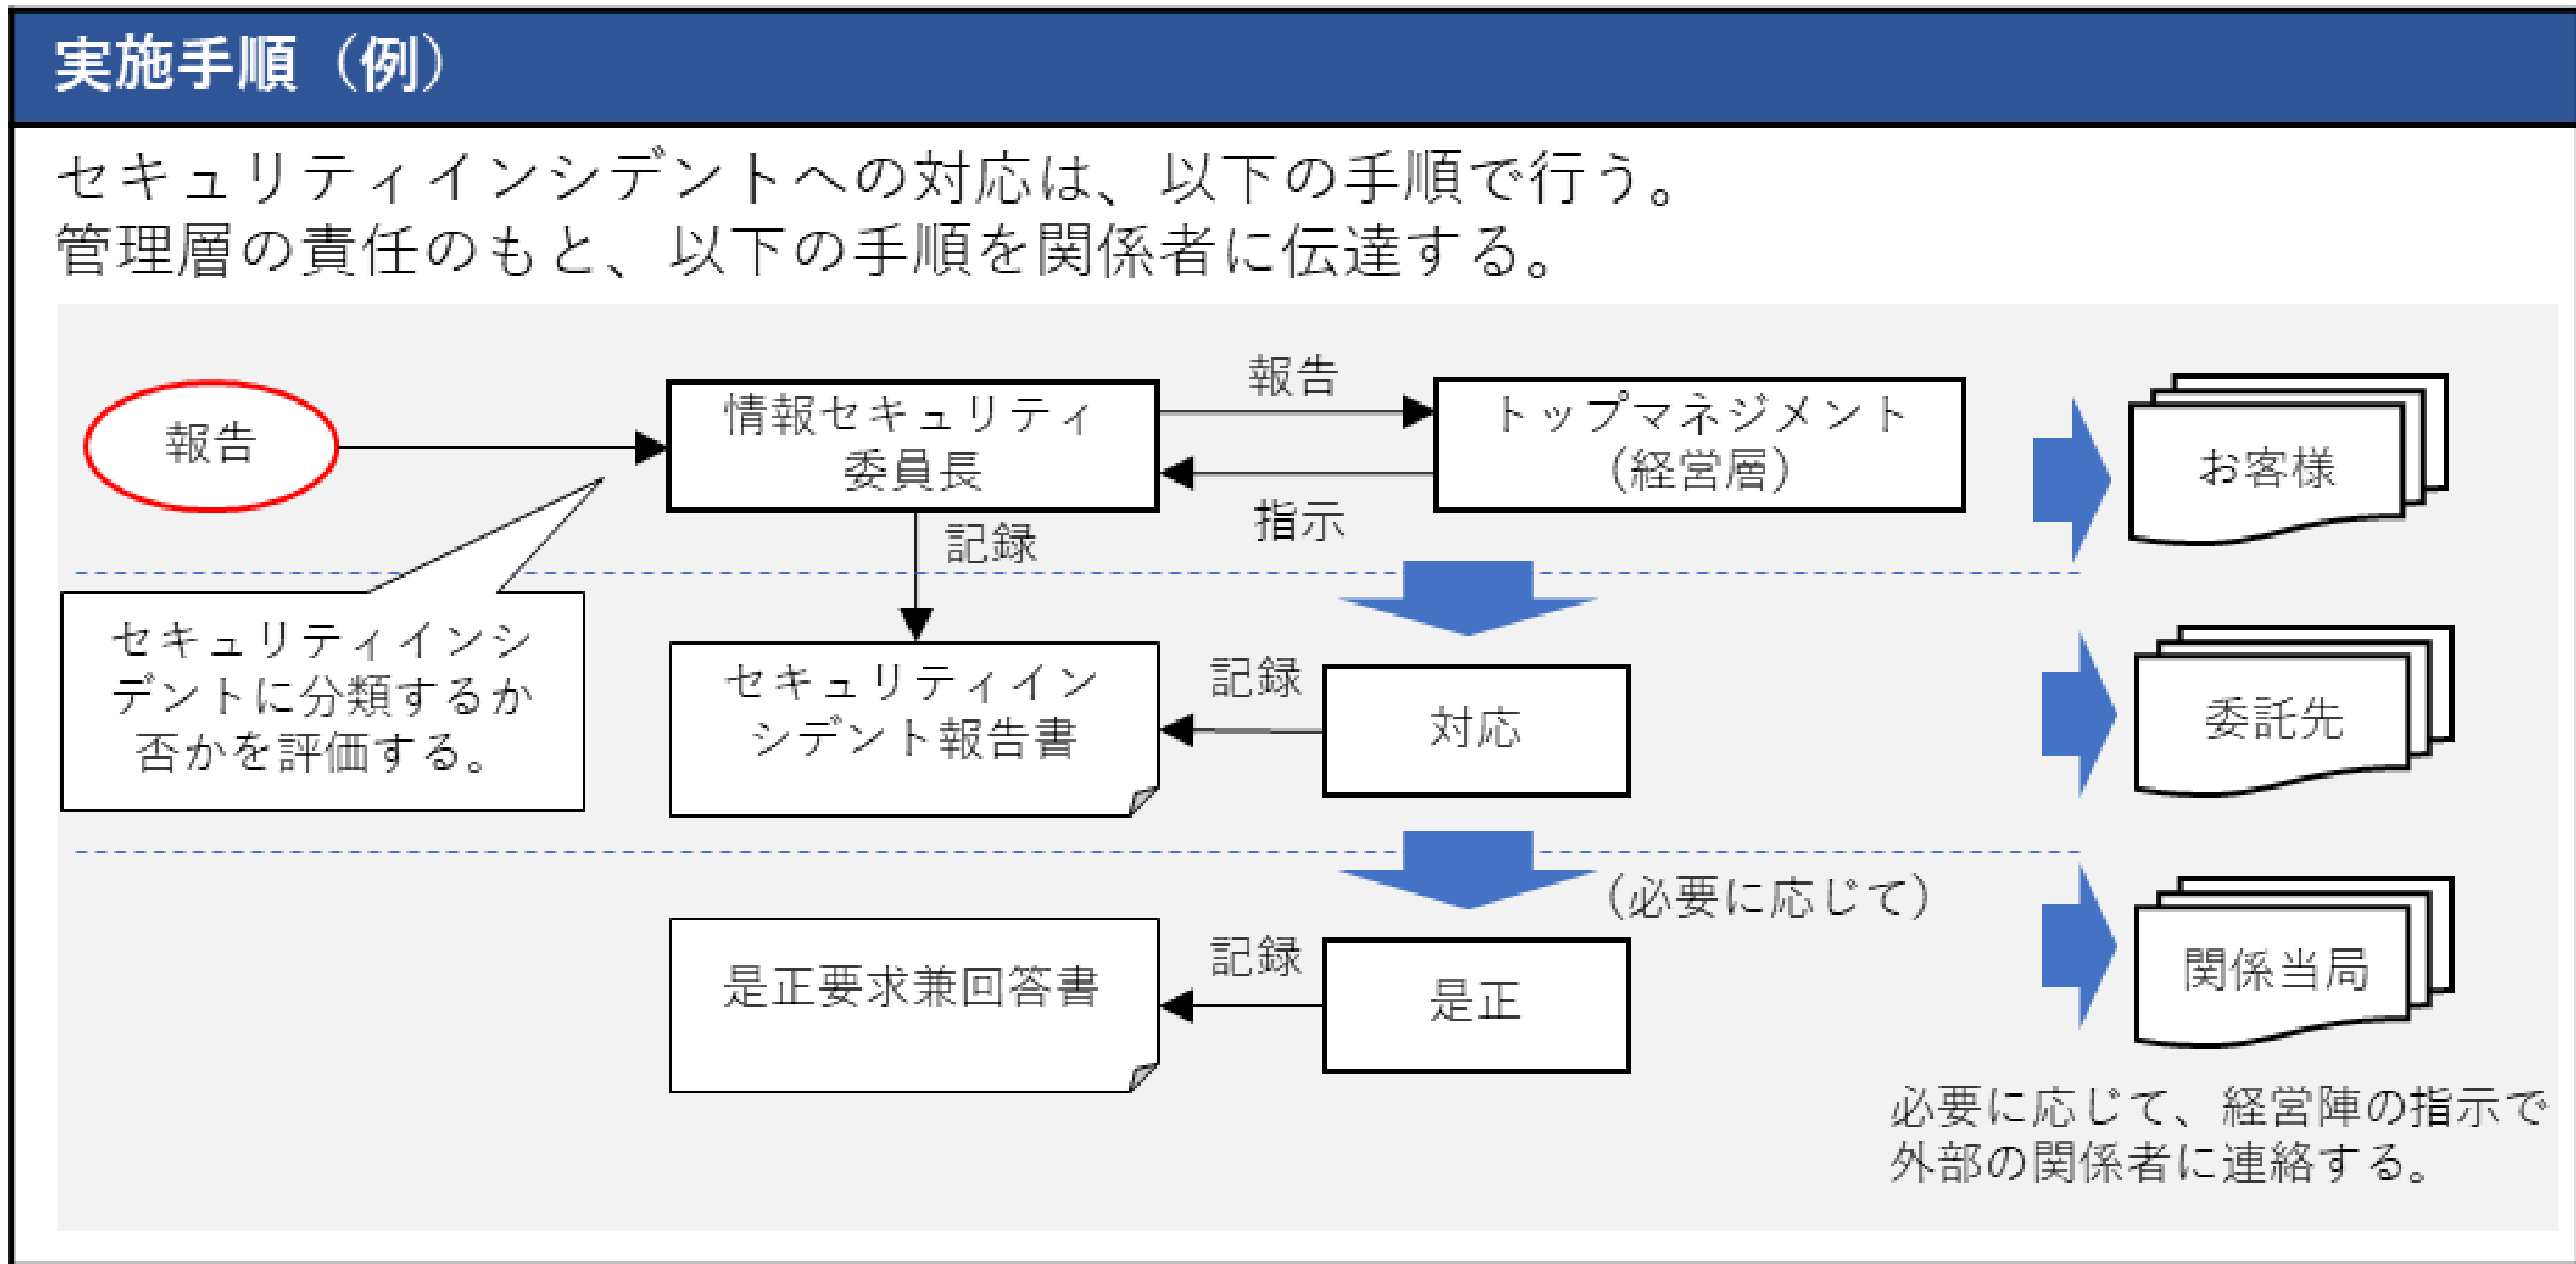 実施手順（例）
セキュリティインシデントへの対応は、以下の手順で行う。
管理層の責任のもと、以下の手順を関係者に伝達する。
報告
情報セキュリティ
委員長
報告
指示
トップマネジメント
（経営層）
お客様
記録
セキュリティインシ
デントに分類するか
否かを評価する。
セキュリティイン
シデント報告書
記録
対応
委託先
（必要に応じて）
是正要求兼回答書
記録
是正
関係当局
必要に応じて、経営陣の指示で
外部の関係者に連絡する。